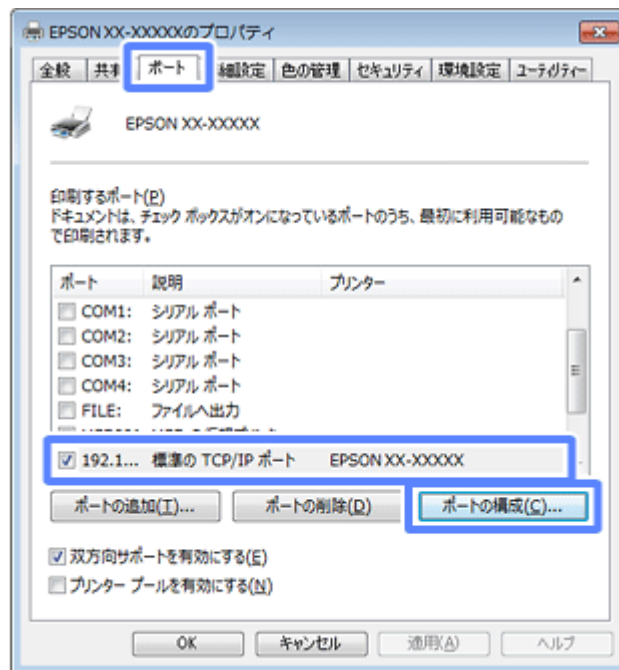 EPSON XX-XXXXXのプロパティ
全般 共有 ポート 細設定 色の管理 セキュリティ 環境設定 ユーティリティー
EPSON XX-XXXXX
印刷するポート(P)
ドキュメントは、チェック ボックスがオンになっているポートのうち、最初に利用可能なもの
で印刷されます。
ポート 説明 プリンター
COM1: シリアル ポート
COM2: シリアル ポート
COM3: シリアル ポート
COM4: シリアル ポート
FILE: ファイルへ出力
192.1... 標準の TCP/IP ポート EPSON XX-XXXXX
ポートの追加(T)... ポートの削除(D) ポートの構成(C)...
双方向サポートを有効にする(E)
プリンター プールを有効にする(N)
OK キャンセル 適用(A) ヘルプ